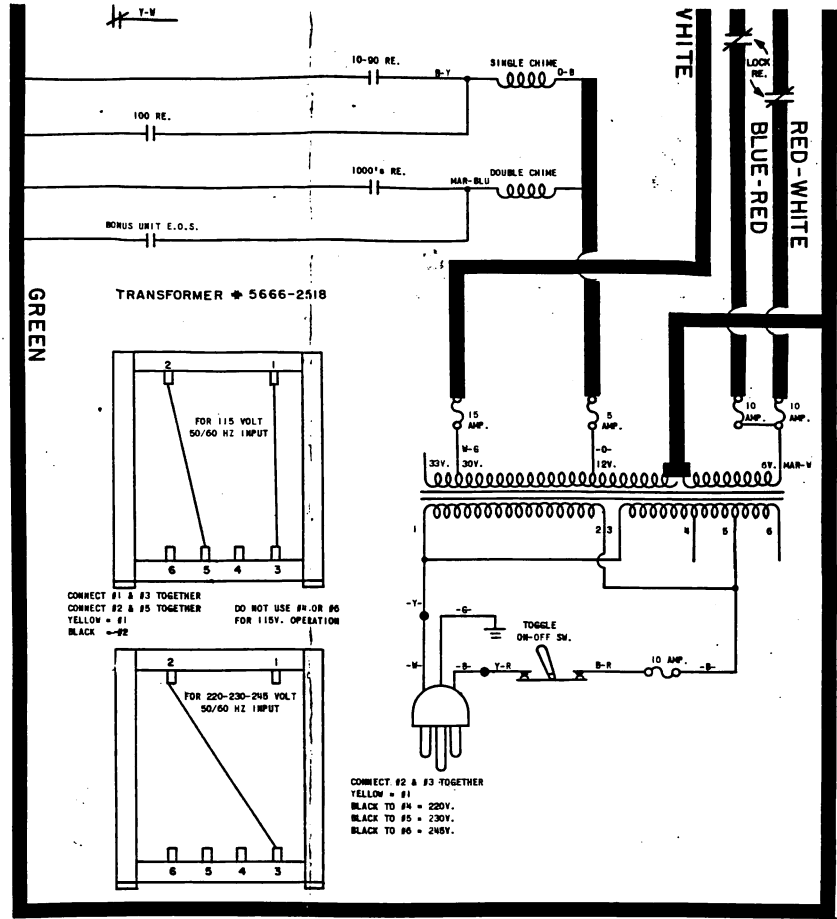 Y-W
WHITE
LOCK
RE.
RED-WHITE
BLUE-RED
10-90 RE.
B-Y
SINGLE CHIME
O-B
100 RE.
1000's RE.
MAR-BLU
DOUBLE CHIME
BONUS UNIT E.O.S.
GREEN
TRANSFORMER # 5666-2518
2 1
FOR 115 VOLT
50/60 HZ INPUT
6 5 4 3
CONNECT #1 & #3 TOGETHER
CONNECT #2 & #5 TOGETHER
YELLOW = #1
BLACK = #2
DO NOT USE #4 OR #6
FOR 115V. OPERATION
2 1
FOR 220-230-245 VOLT
50/60 HZ INPUT
6 5 4 3
15
AMP.
5
AMP.
10
AMP.
10
AMP.
W-G
-O-
33V. 30V. 12V. 6V. MAR-W
1 2 3 4 5 6
-Y-
-G-
TOGGLE
ON-OFF SW.
-W-
-B-
Y-R
B-R
10 AMP.
-B-
CONNECT #2 & #3 TOGETHER
YELLOW = #1
BLACK TO #4 = 220V.
BLACK TO #5 = 230V.
BLACK TO #6 = 245V.